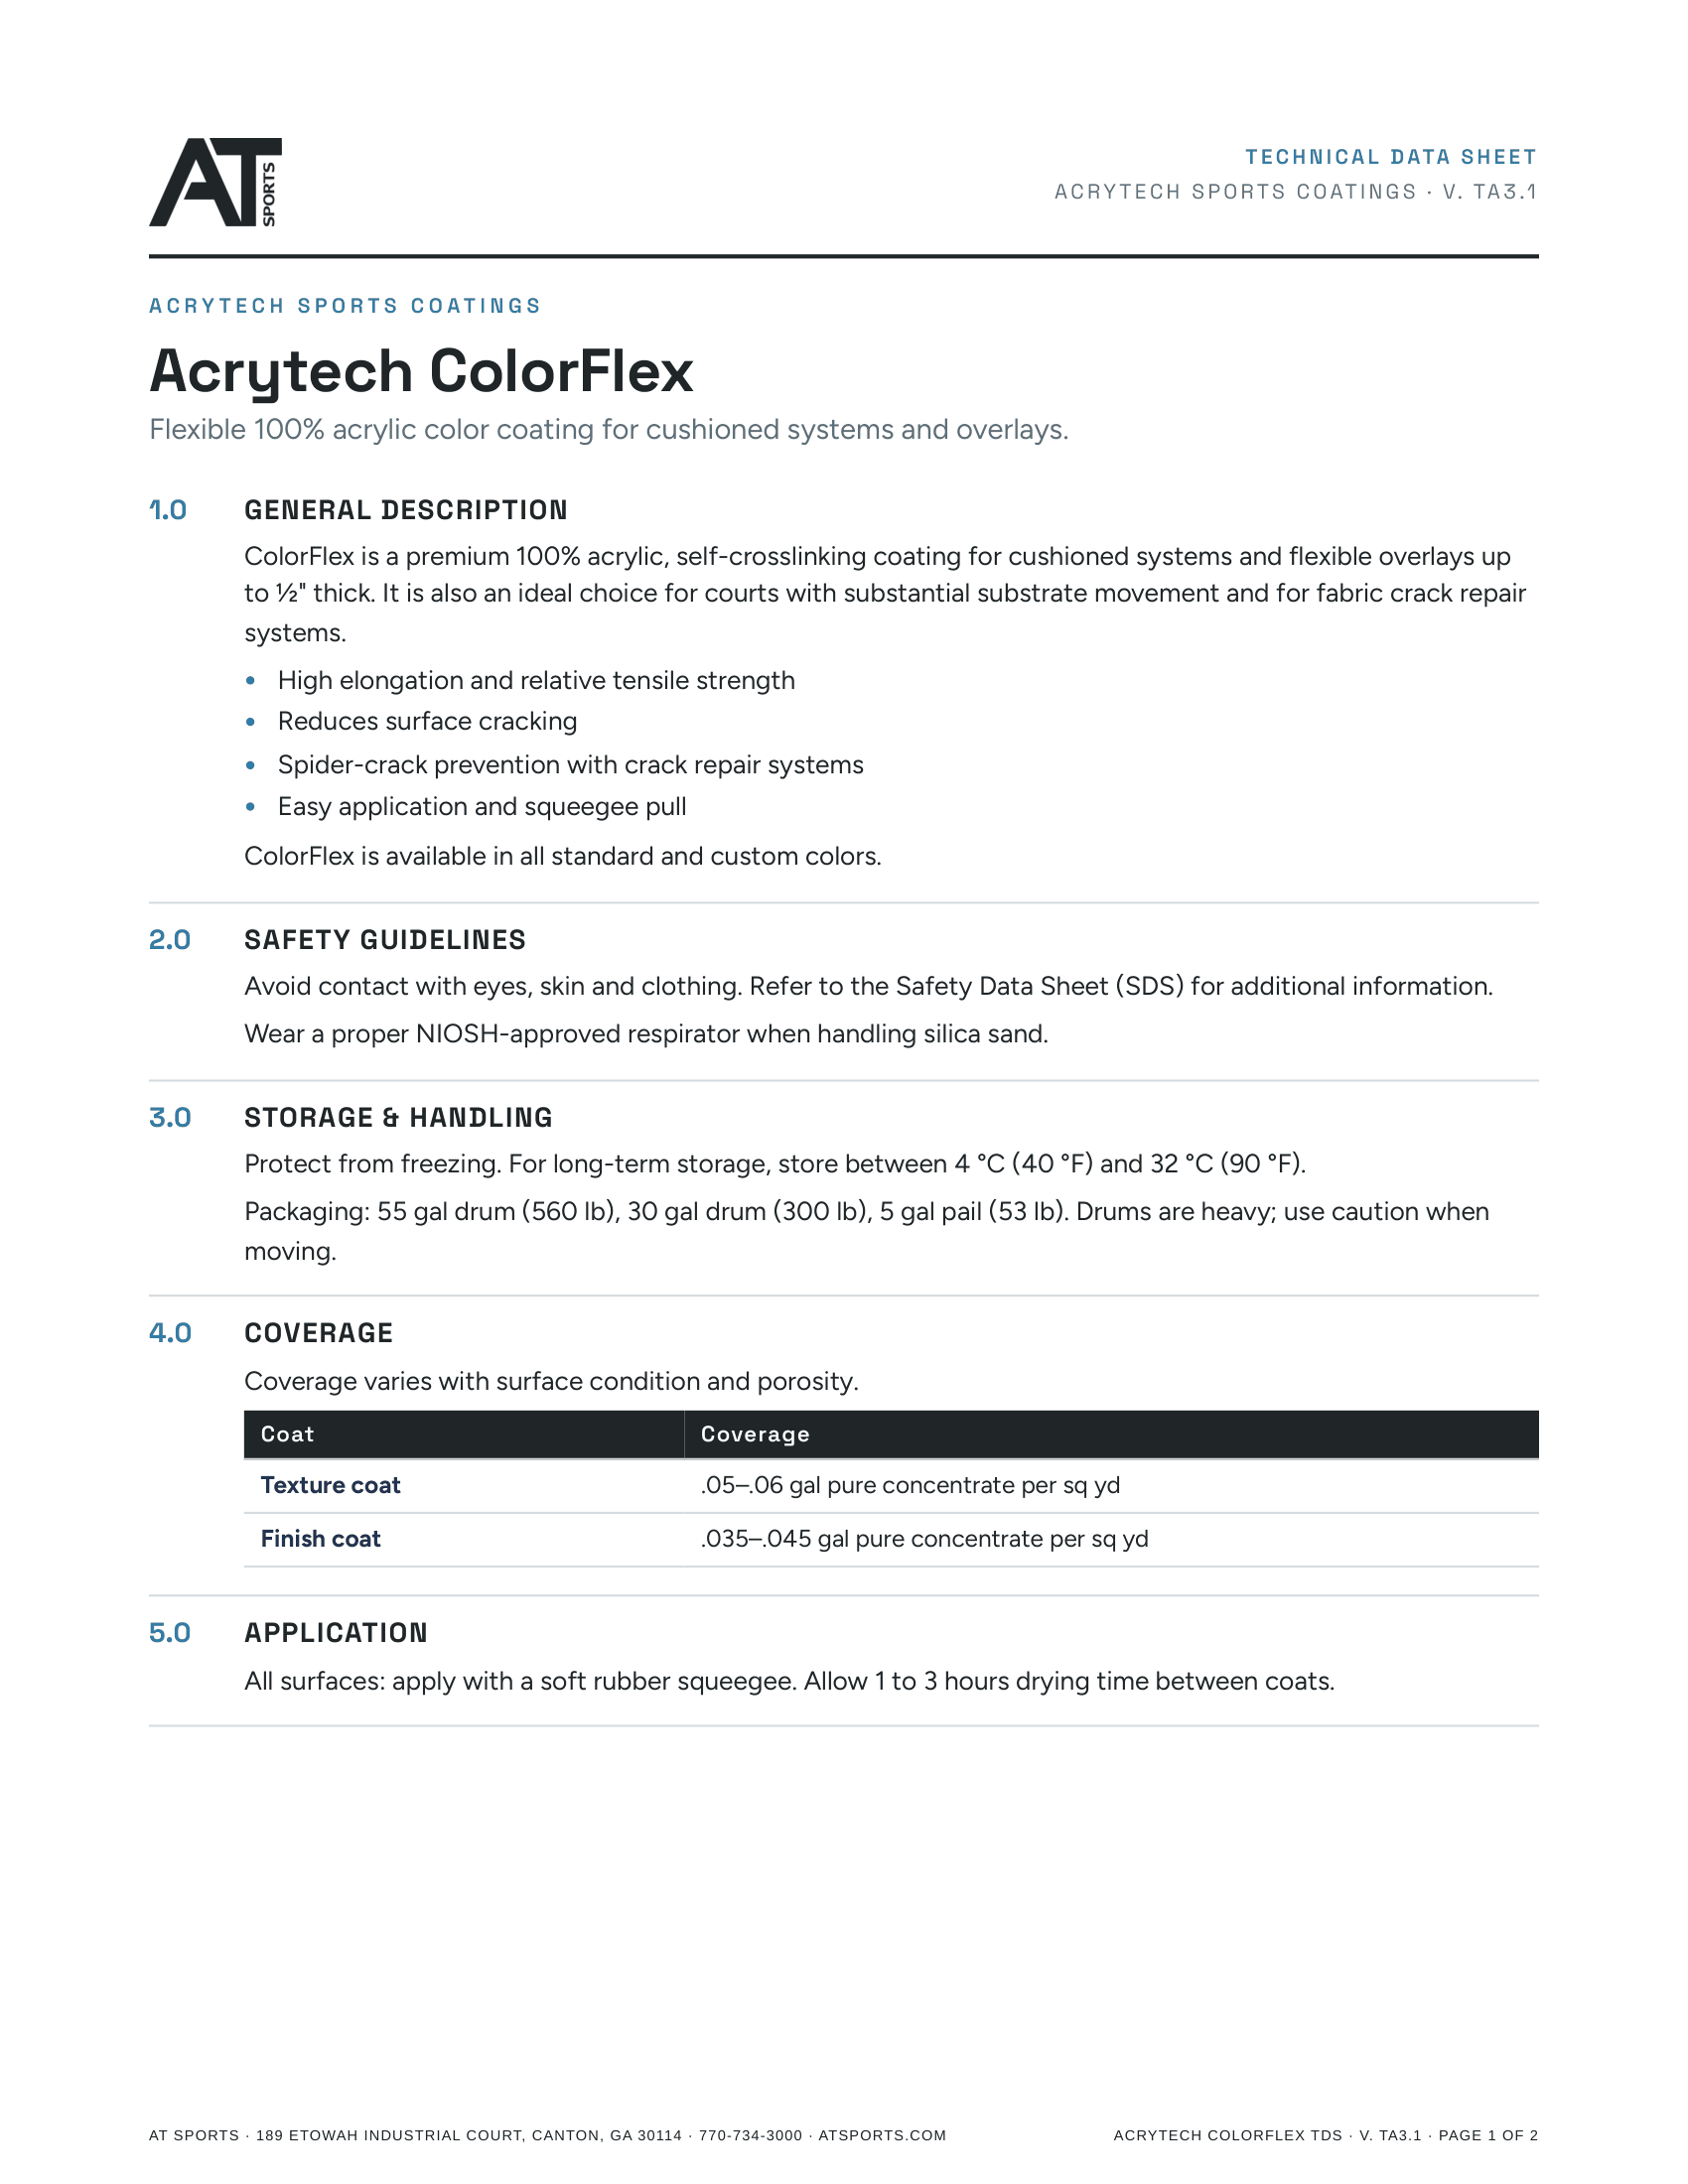 AT SPORTS
TECHNICAL DATA SHEET
ACRYTECH SPORTS COATINGS · V. TA3.1
ACRYTECH SPORTS COATINGS
Acrytech ColorFlex
Flexible 100% acrylic color coating for cushioned systems and overlays.
1.0 GENERAL DESCRIPTION
ColorFlex is a premium 100% acrylic, self-crosslinking coating for cushioned systems and flexible overlays up
to ½" thick. It is also an ideal choice for courts with substantial substrate movement and for fabric crack repair
systems.
• High elongation and relative tensile strength
• Reduces surface cracking
• Spider-crack prevention with crack repair systems
• Easy application and squeegee pull
ColorFlex is available in all standard and custom colors.
2.0 SAFETY GUIDELINES
Avoid contact with eyes, skin and clothing. Refer to the Safety Data Sheet (SDS) for additional information.
Wear a proper NIOSH-approved respirator when handling silica sand.
3.0 STORAGE & HANDLING
Protect from freezing. For long-term storage, store between 4 °C (40 °F) and 32 °C (90 °F).
Packaging: 55 gal drum (560 lb), 30 gal drum (300 lb), 5 gal pail (53 lb). Drums are heavy; use caution when
moving.
4.0 COVERAGE
Coverage varies with surface condition and porosity.
Coat Coverage
Texture coat .05–.06 gal pure concentrate per sq yd
Finish coat .035–.045 gal pure concentrate per sq yd
5.0 APPLICATION
All surfaces: apply with a soft rubber squeegee. Allow 1 to 3 hours drying time between coats.
AT SPORTS · 189 ETOWAH INDUSTRIAL COURT, CANTON, GA 30114 · 770-734-3000 · ATSPORTS.COM
ACRYTECH COLORFLEX TDS · V. TA3.1 · PAGE 1 OF 2